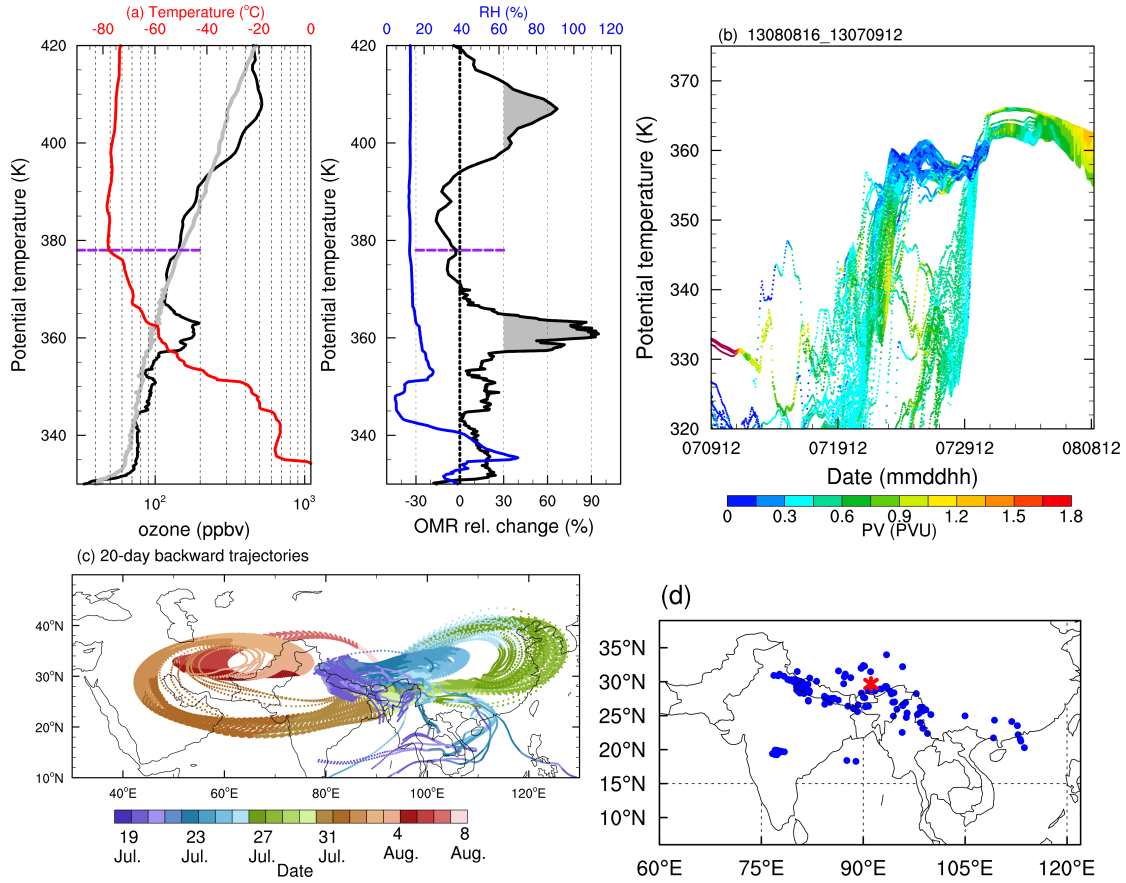 (a) Temperature (°C)
-80 -60 -40 -20 0
420
400
380
360
340
Potential temperature (K)
10² 10³
ozone (ppbv)
RH (%)
0 20 40 60 80 100 120
420
400
380
360
340
Potential temperature (K)
-30 0 30 60 90
OMR rel. change (%)
(b) 13080816_13070912
370
360
350
340
330
320
Potential temperature (K)
070912 071912 072912 080812
Date (mmddhh)
0 0.3 0.6 0.9 1.2 1.5 1.8
PV (PVU)
(c) 20-day backward trajectories
40°N
30°N
20°N
10°N
40°E 60°E 80°E 100°E 120°E
19 23 27 31 4 8
Jul. Jul. Jul. Jul. Aug. Aug.
Date
(d)
35°N
30°N
25°N
20°N
15°N
10°N
60°E 75°E 90°E 105°E 120°E